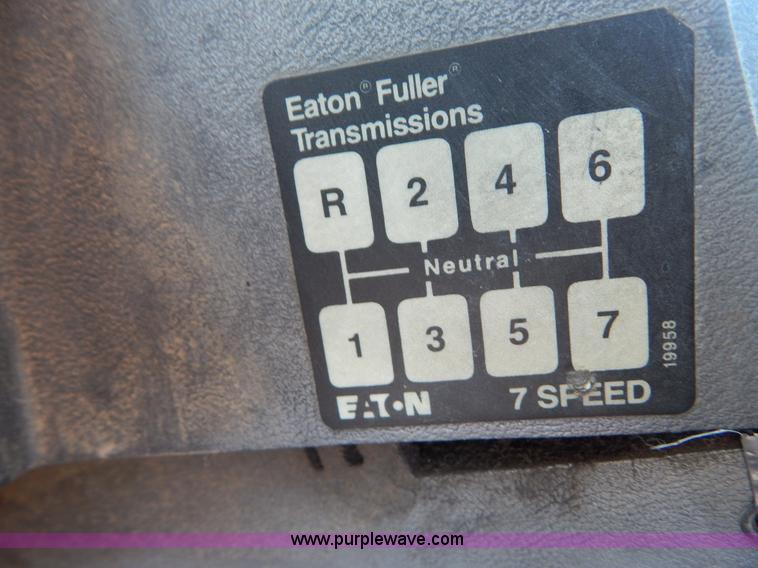 Eaton® Fuller®
Transmissions
R 2 4 6
Neutral
1 3 5 7
19958
EATON 7 SPEED
www.purplewave.com